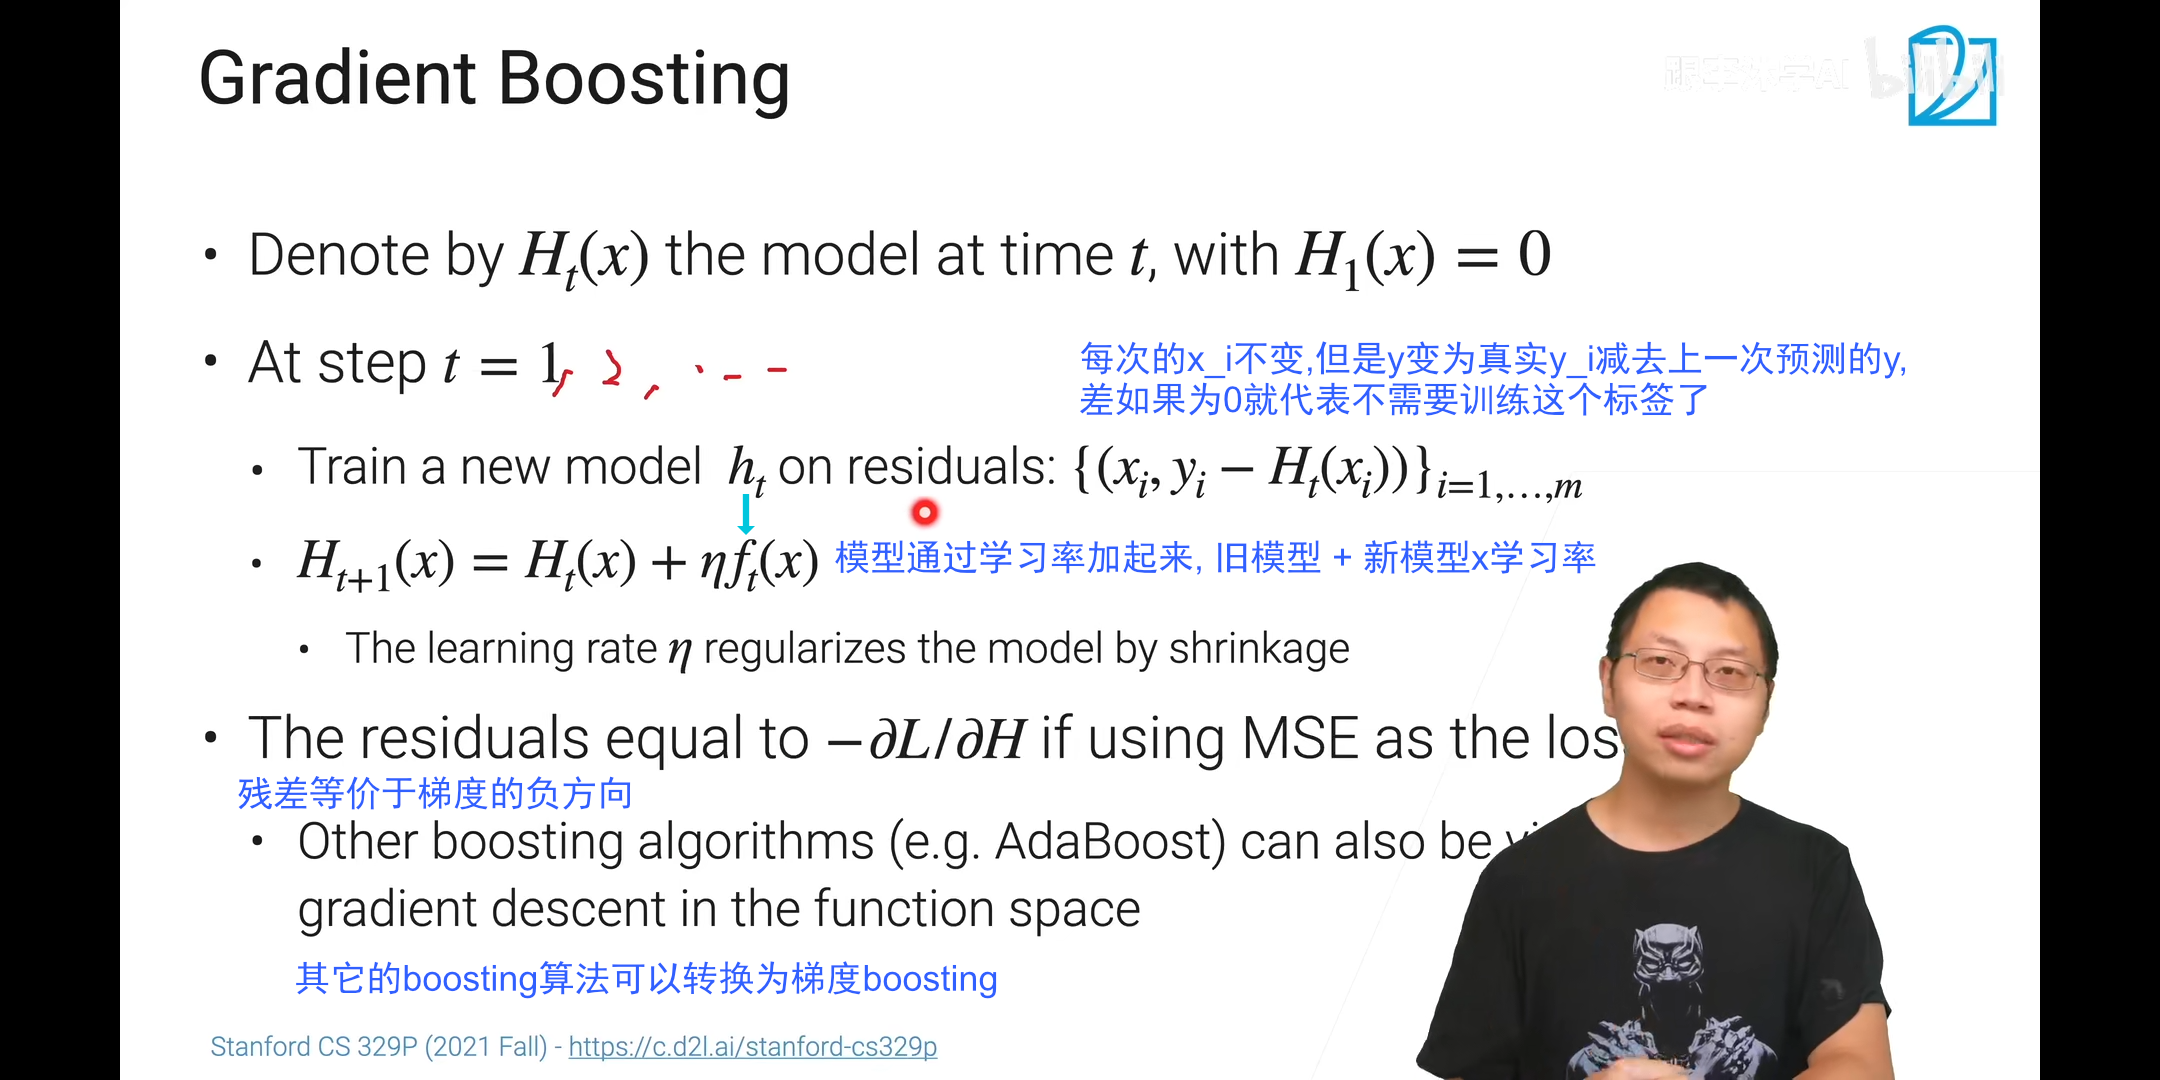 Gradient Boosting
跟李沐学AI bilibili
• Denote by H_t(x) the model at time t, with H_1(x) = 0
• At step t = 1, 2, . - -
每次的x_i不变,但是y变为真实y_i减去上一次预测的y,
差如果为0就代表不需要训练这个标签了
• Train a new model h_t on residuals: {(x_i, y_i − H_t(x_i))}_{i=1,…,m}
• H_{t+1}(x) = H_t(x) + ηf_t(x) 模型通过学习率加起来, 旧模型 + 新模型x学习率
• The learning rate η regularizes the model by shrinkage
• The residuals equal to −∂L/∂H if using MSE as the
残差等价于梯度的负方向
• Other boosting algorithms (e.g. AdaBoost) can also be
gradient descent in the function space
其它的boosting算法可以转换为梯度boosting
Stanford CS 329P (2021 Fall) - https://c.d2l.ai/stanford-cs329p